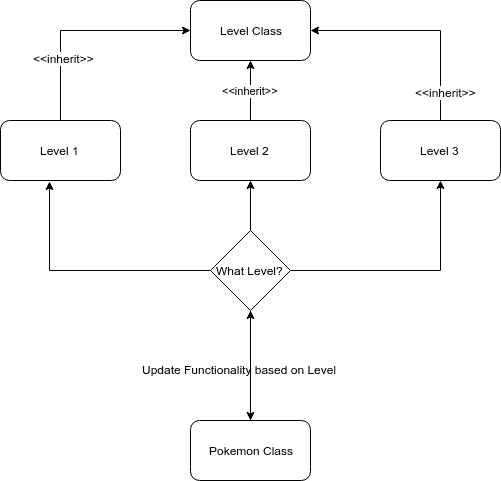 Level Class
<<inherit>>
<<inherit>>
<<inherit>>
Level 1
Level 2
Level 3
What Level?
Update Functionality based on Level
Pokemon Class